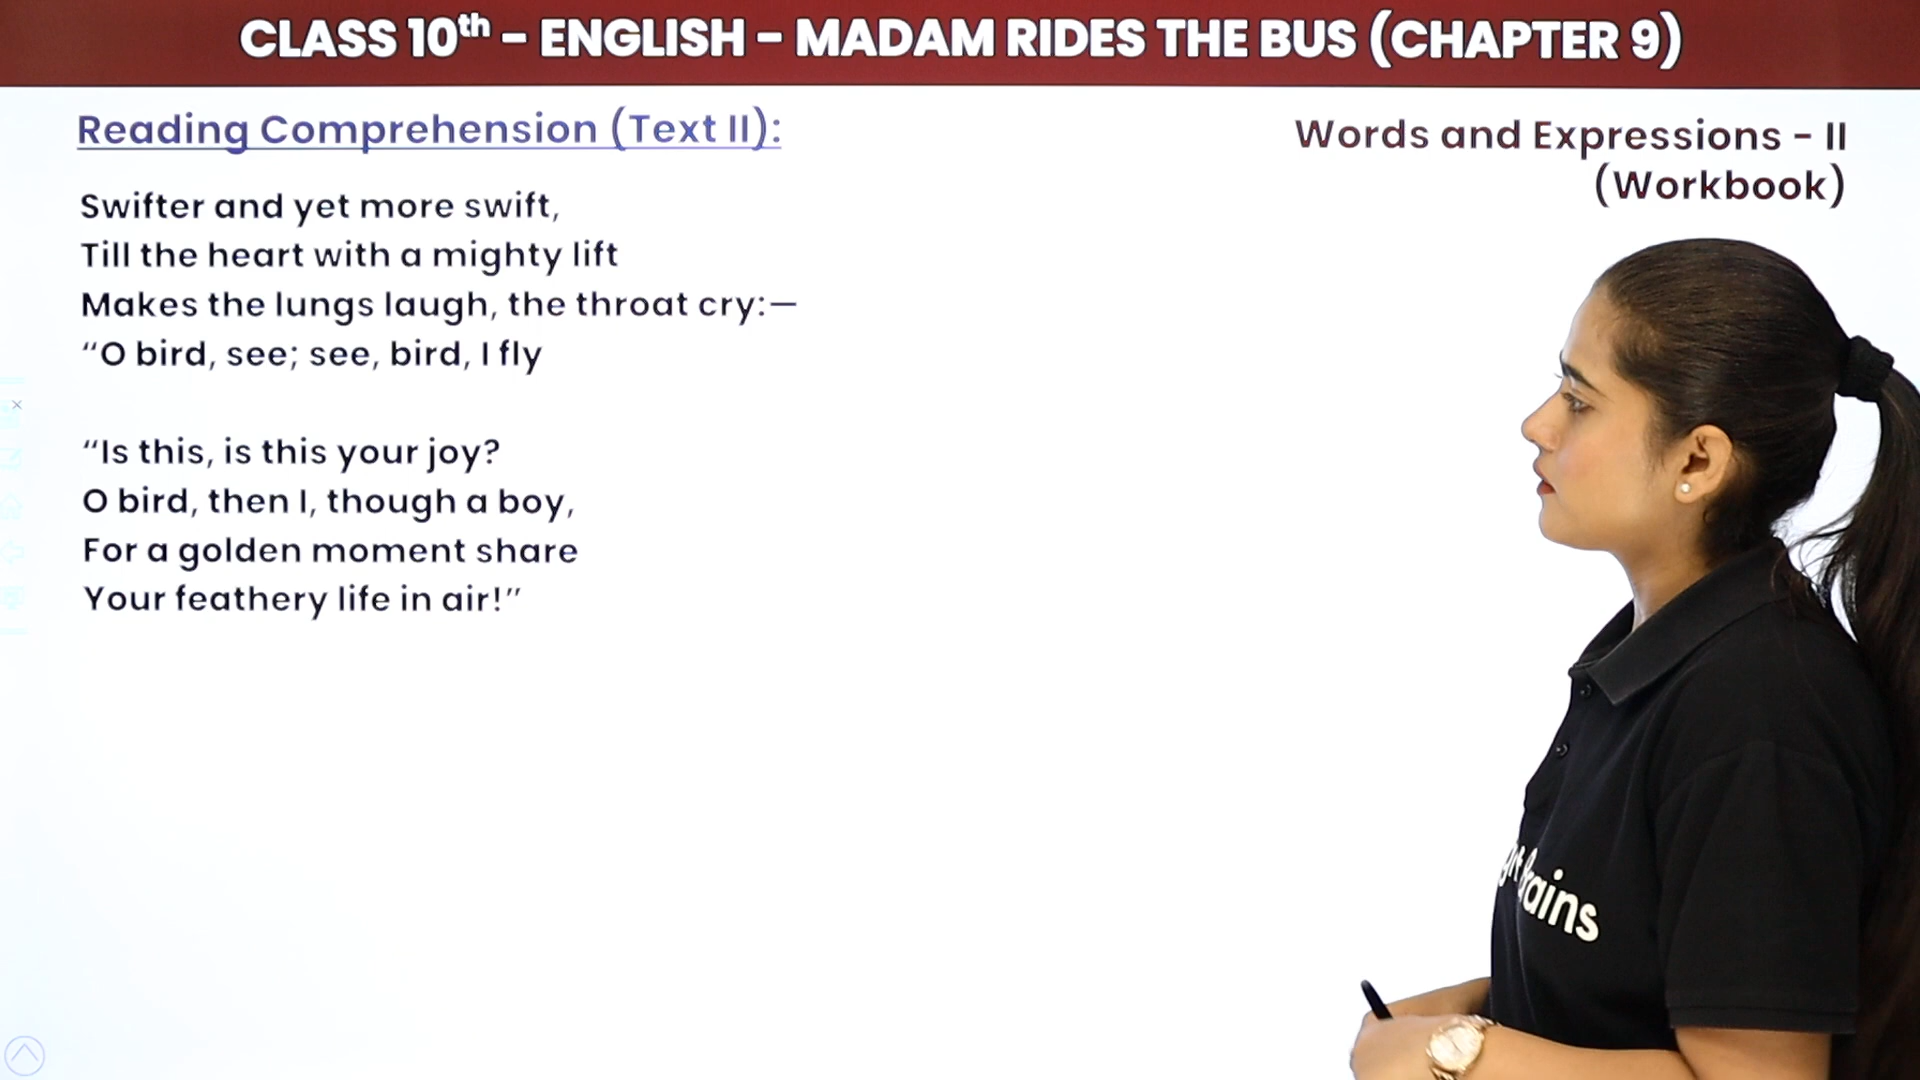 CLASS 10th - ENGLISH - MADAM RIDES THE BUS (CHAPTER 9)
Reading Comprehension (Text II):
Words and Expressions - II
(Workbook)
Swifter and yet more swift,
Till the heart with a mighty lift
Makes the lungs laugh, the throat cry:—
“O bird, see; see, bird, I fly
“Is this, is this your joy?
O bird, then I, though a boy,
For a golden moment share
Your feathery life in air!”